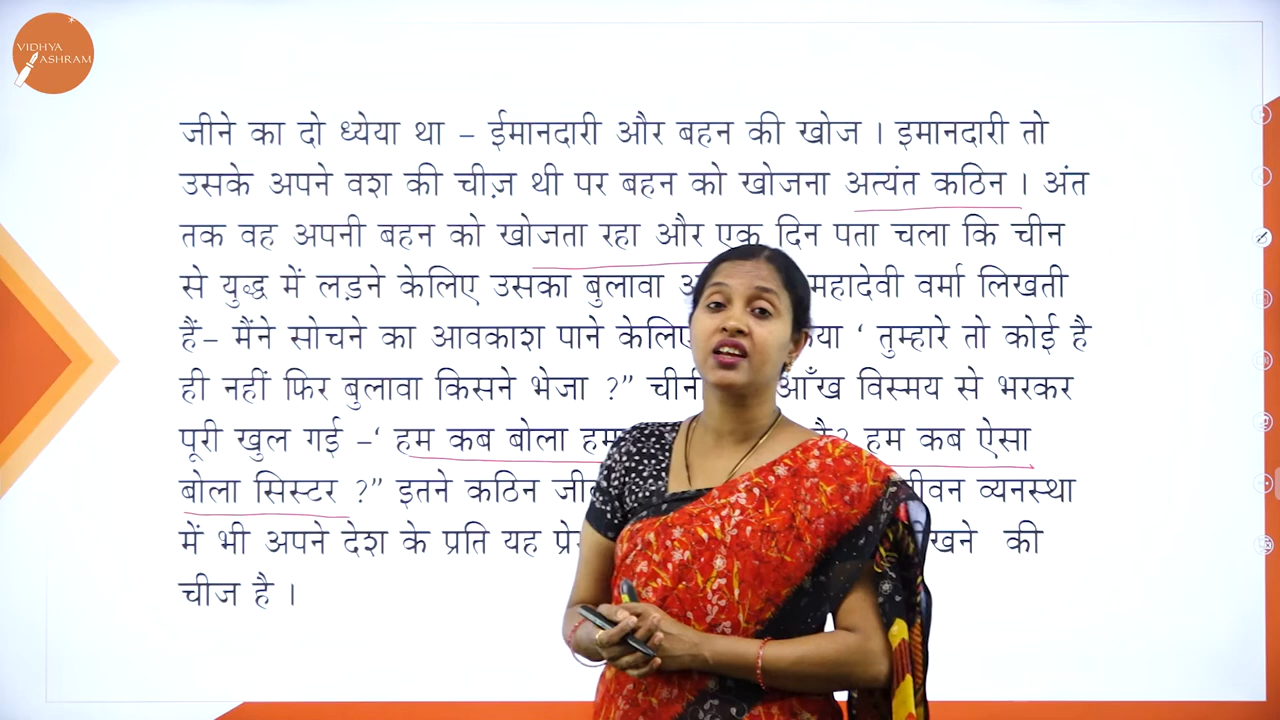 VIDHYA
ASHRAM
जीने का दो ध्येया था – ईमानदारी और बहन की खोज । इमानदारी तो
उसके अपने वश की चीज़ थी पर बहन को खोजना अत्यंत कठिन । अंत
तक वह अपनी बहन को खोजता रहा और एक दिन पता चला कि चीन
से युद्ध में लड़ने केलिए उसका बुलावा महादेवी वर्मा लिखती
हैं– मैंने सोचने का आवकाश पाने केलिए ‘ तुम्हारे तो कोई है
ही नहीं फिर बुलावा किसने भेजा ?” आँख विस्मय से भरकर
पूरी खुल गई –‘ हम कब बोला हम है? हम कब ऐसा
बोला सिस्टर ?” इतने कठिन व्यनस्था
में भी अपने देश के प्रति यह की
चीज है ।